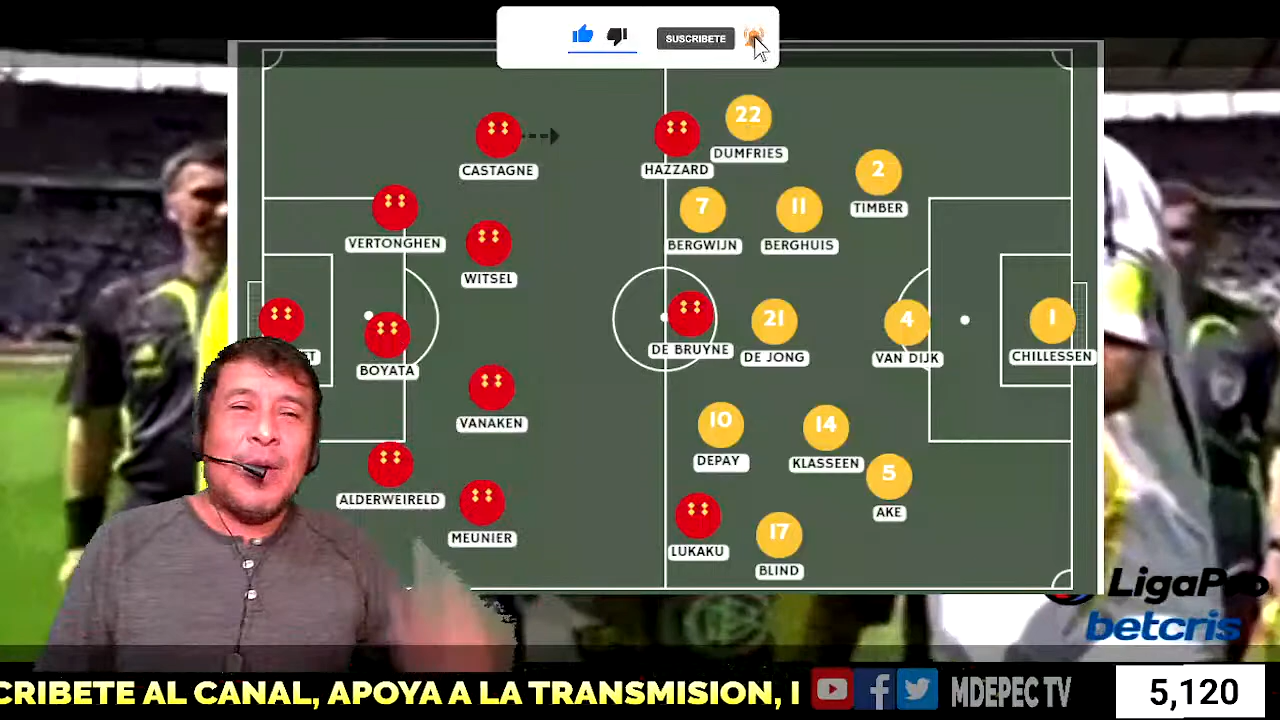 SUSCRIBETE
22
DUMFRIES
CASTAGNE
HAZZARD
2
TIMBER
7
BERGWIJN
11
BERGHUIS
VERTONGHEN
WITSEL
DE BRUYNE
21
DE JONG
4
VAN DIJK
1
CHILLESSEN
BOYATA
VANAKEN
10
DEPAY
14
KLASSEEN
5
AKE
ALDERWEIRELD
MEUNIER
LUKAKU
17
BLIND
LigaPro
betcris
CRIBETE AL CANAL, APOYA A LA TRANSMISION, I
MDEPEC TV
5,120